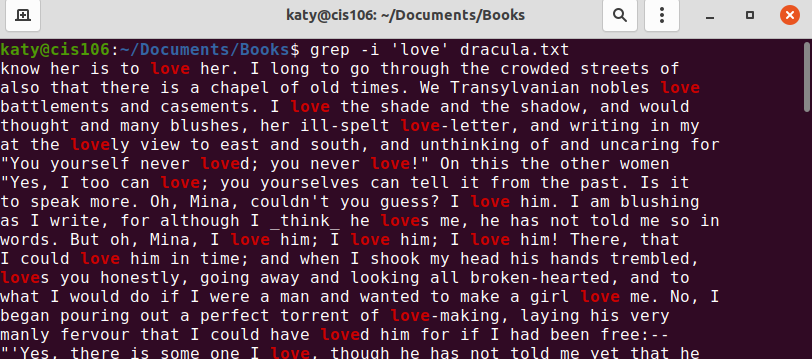 katy@cis106: ~/Documents/Books
katy@cis106:~/Documents/Books$ grep -i 'love' dracula.txt
know her is to love her. I long to go through the crowded streets of
also that there is a chapel of old times. We Transylvanian nobles love
battlements and casements. I love the shade and the shadow, and would
thought and many blushes, her ill-spelt love-letter, and writing in my
at the lovely view to east and south, and unthinking of and uncaring for
"You yourself never loved; you never love!" On this the other women
"Yes, I too can love; you yourselves can tell it from the past. Is it
to speak more. Oh, Mina, couldn't you guess? I love him. I am blushing
as I write, for although I _think_ he loves me, he has not told me so in
words. But oh, Mina, I love him; I love him; I love him! There, that
I could love him in time; and when I shook my head his hands trembled,
loves you honestly, going away and looking all broken-hearted, and to
what I would do if I were a man and wanted to make a girl love me. No, I
began pouring out a perfect torrent of love-making, laying his very
manly fervour that I could have loved him for if I had been free:--
"'Yes, there is some one I love, though he has not told me yet that he